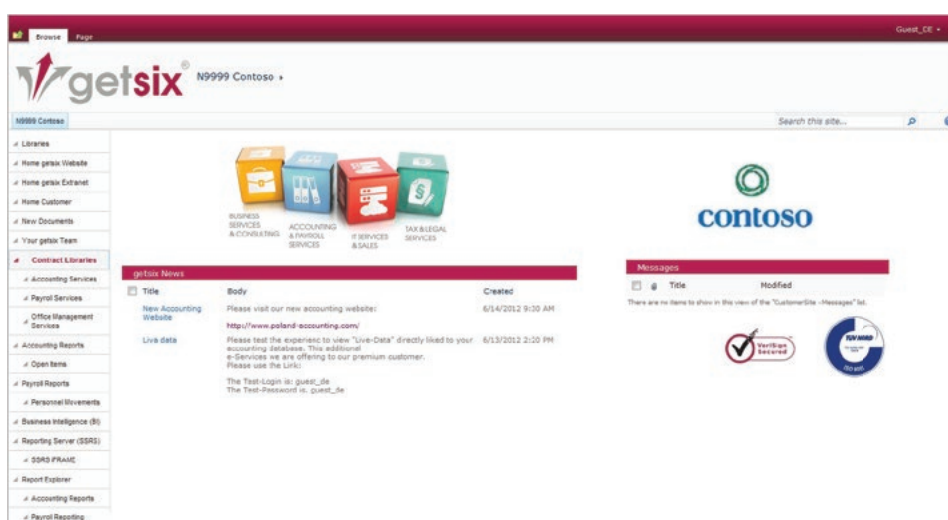 Browse Page
Guest_DE
getsix®
N9999 Contoso
N9999 Contoso
Search this site...
Libraries
Home getsix Website
Home getsix Extranet
Home Customer
New Documents
Your getsix Team
Contract Libraries
Accounting Services
Payroll Services
Office Management
Services
Accounting Reports
Open Items
Payroll Reports
Personnel Movements
Business Intelligence (BI)
Reporting Server (SSRS)
SSRS IFRAME
Report Explorer
Accounting Reports
Payroll Reporting
BUSINESS
SERVICES
& CONSULTING
ACCOUNTING
& PAYROLL
SERVICES
IT SERVICES
& SALES
TAX & LEGAL
SERVICES
getsix News
Title Body Created
New Accounting
Website
Please visit our new accounting website:
http://www.poland-accounting.com/
6/14/2012 9:30 AM
Liva data
Please test the experienc to view "Live-Data" directly liked to your
accounting database. This additional
e-Services we are offering to our premium customer.
Please use the Link:
The Test-Login is: guest_de
The Test-Password is. guest_de
6/13/2012 2:20 PM
contoso
Messages
Title Modified
There are no items to show in this view of the "CustomerSite -Messages" list.
VeriSign
Secured
TUV NORD